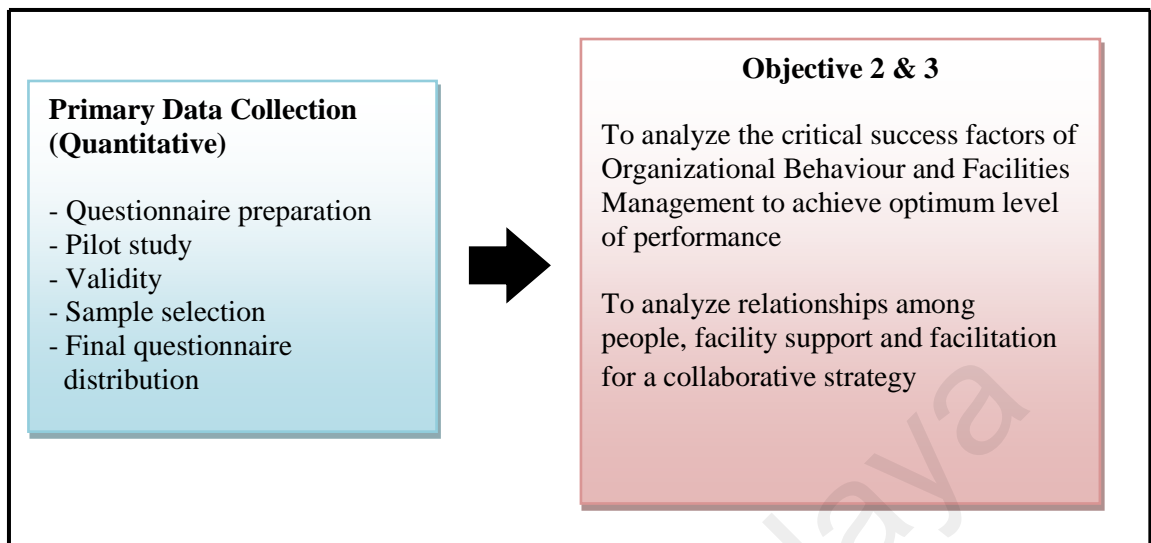 Primary Data Collection
(Quantitative)
- Questionnaire preparation
- Pilot study
- Validity
- Sample selection
- Final questionnaire
distribution
Objective 2 & 3
To analyze the critical success factors of
Organizational Behaviour and Facilities
Management to achieve optimum level
of performance
To analyze relationships among
people, facility support and facilitation
for a collaborative strategy